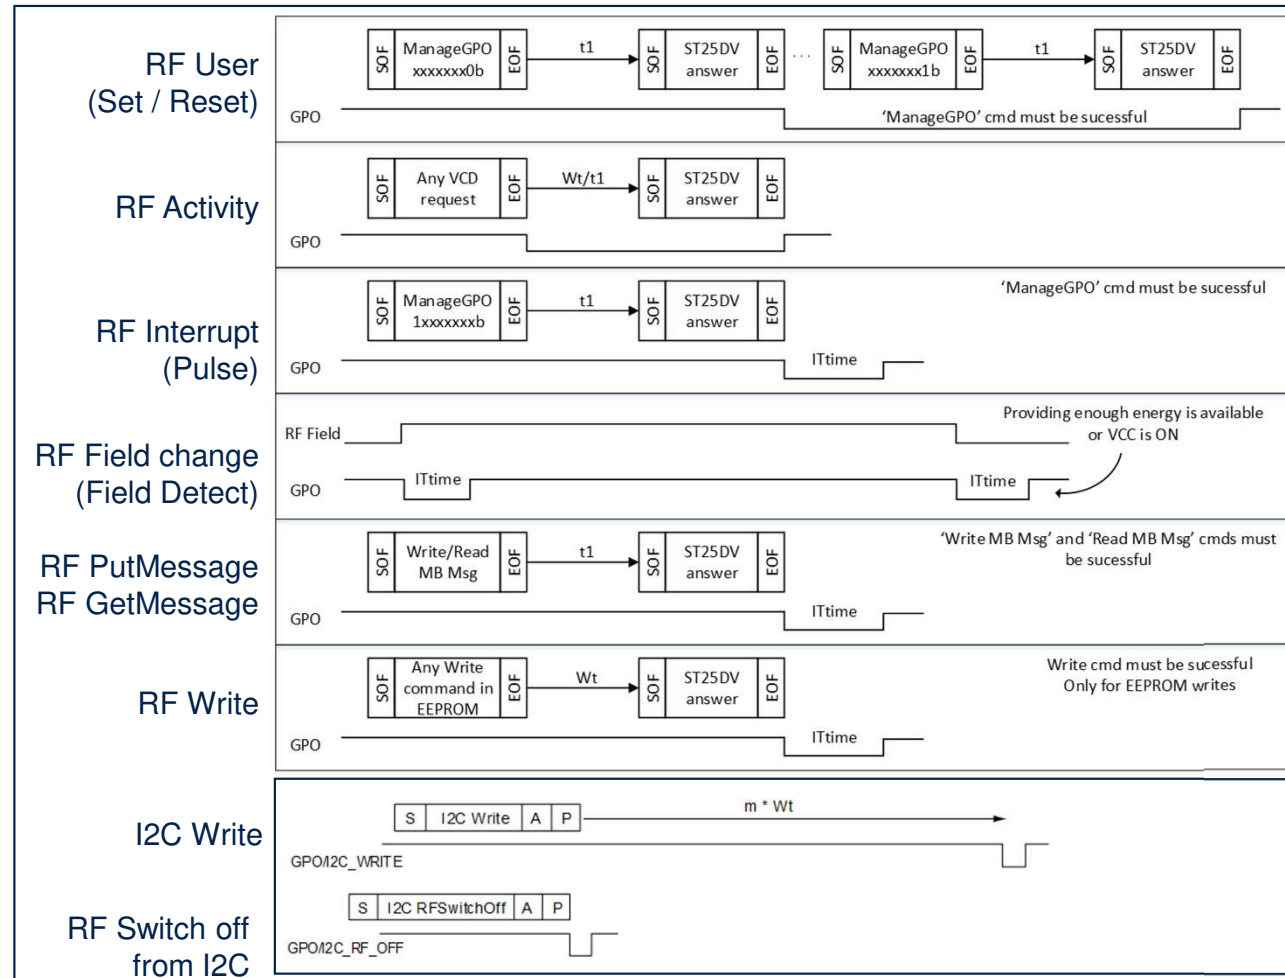 RF User
(Set / Reset)
SOF
ManageGPO
xxxxxxx0b
EOF
t1
SOF
ST25DV
answer
EOF
...
SOF
ManageGPO
xxxxxxx1b
EOF
t1
SOF
ST25DV
answer
EOF
GPO
'ManageGPO' cmd must be sucessful
RF Activity
SOF
Any VCD
request
EOF
Wt/t1
SOF
ST25DV
answer
EOF
GPO
RF Interrupt
(Pulse)
'ManageGPO' cmd must be sucessful
SOF
ManageGPO
1xxxxxxxb
EOF
t1
SOF
ST25DV
answer
EOF
GPO
ITtime
RF Field change
(Field Detect)
Providing enough energy is available
or VCC is ON
RF Field
GPO
ITtime
ITtime
RF PutMessage
RF GetMessage
'Write MB Msg' and 'Read MB Msg' cmds must
be sucessful
SOF
Write/Read
MB Msg
EOF
t1
SOF
ST25DV
answer
EOF
GPO
ITtime
RF Write
Write cmd must be sucessful
Only for EEPROM writes
SOF
Any Write
command in
EEPROM
EOF
Wt
SOF
ST25DV
answer
EOF
GPO
ITtime
I2C Write
S I2C Write A P
m * Wt
GPO/I2C_WRITE
RF Switch off
from I2C
S I2C RFSwitchOff A P
GPO/I2C_RF_OFF